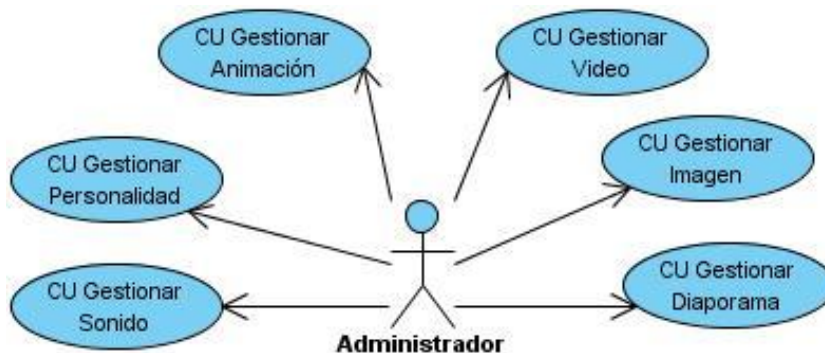 CU Gestionar
Animación
CU Gestionar
Video
CU Gestionar
Personalidad
CU Gestionar
Imagen
CU Gestionar
Sonido
CU Gestionar
Diaporama
Administrador